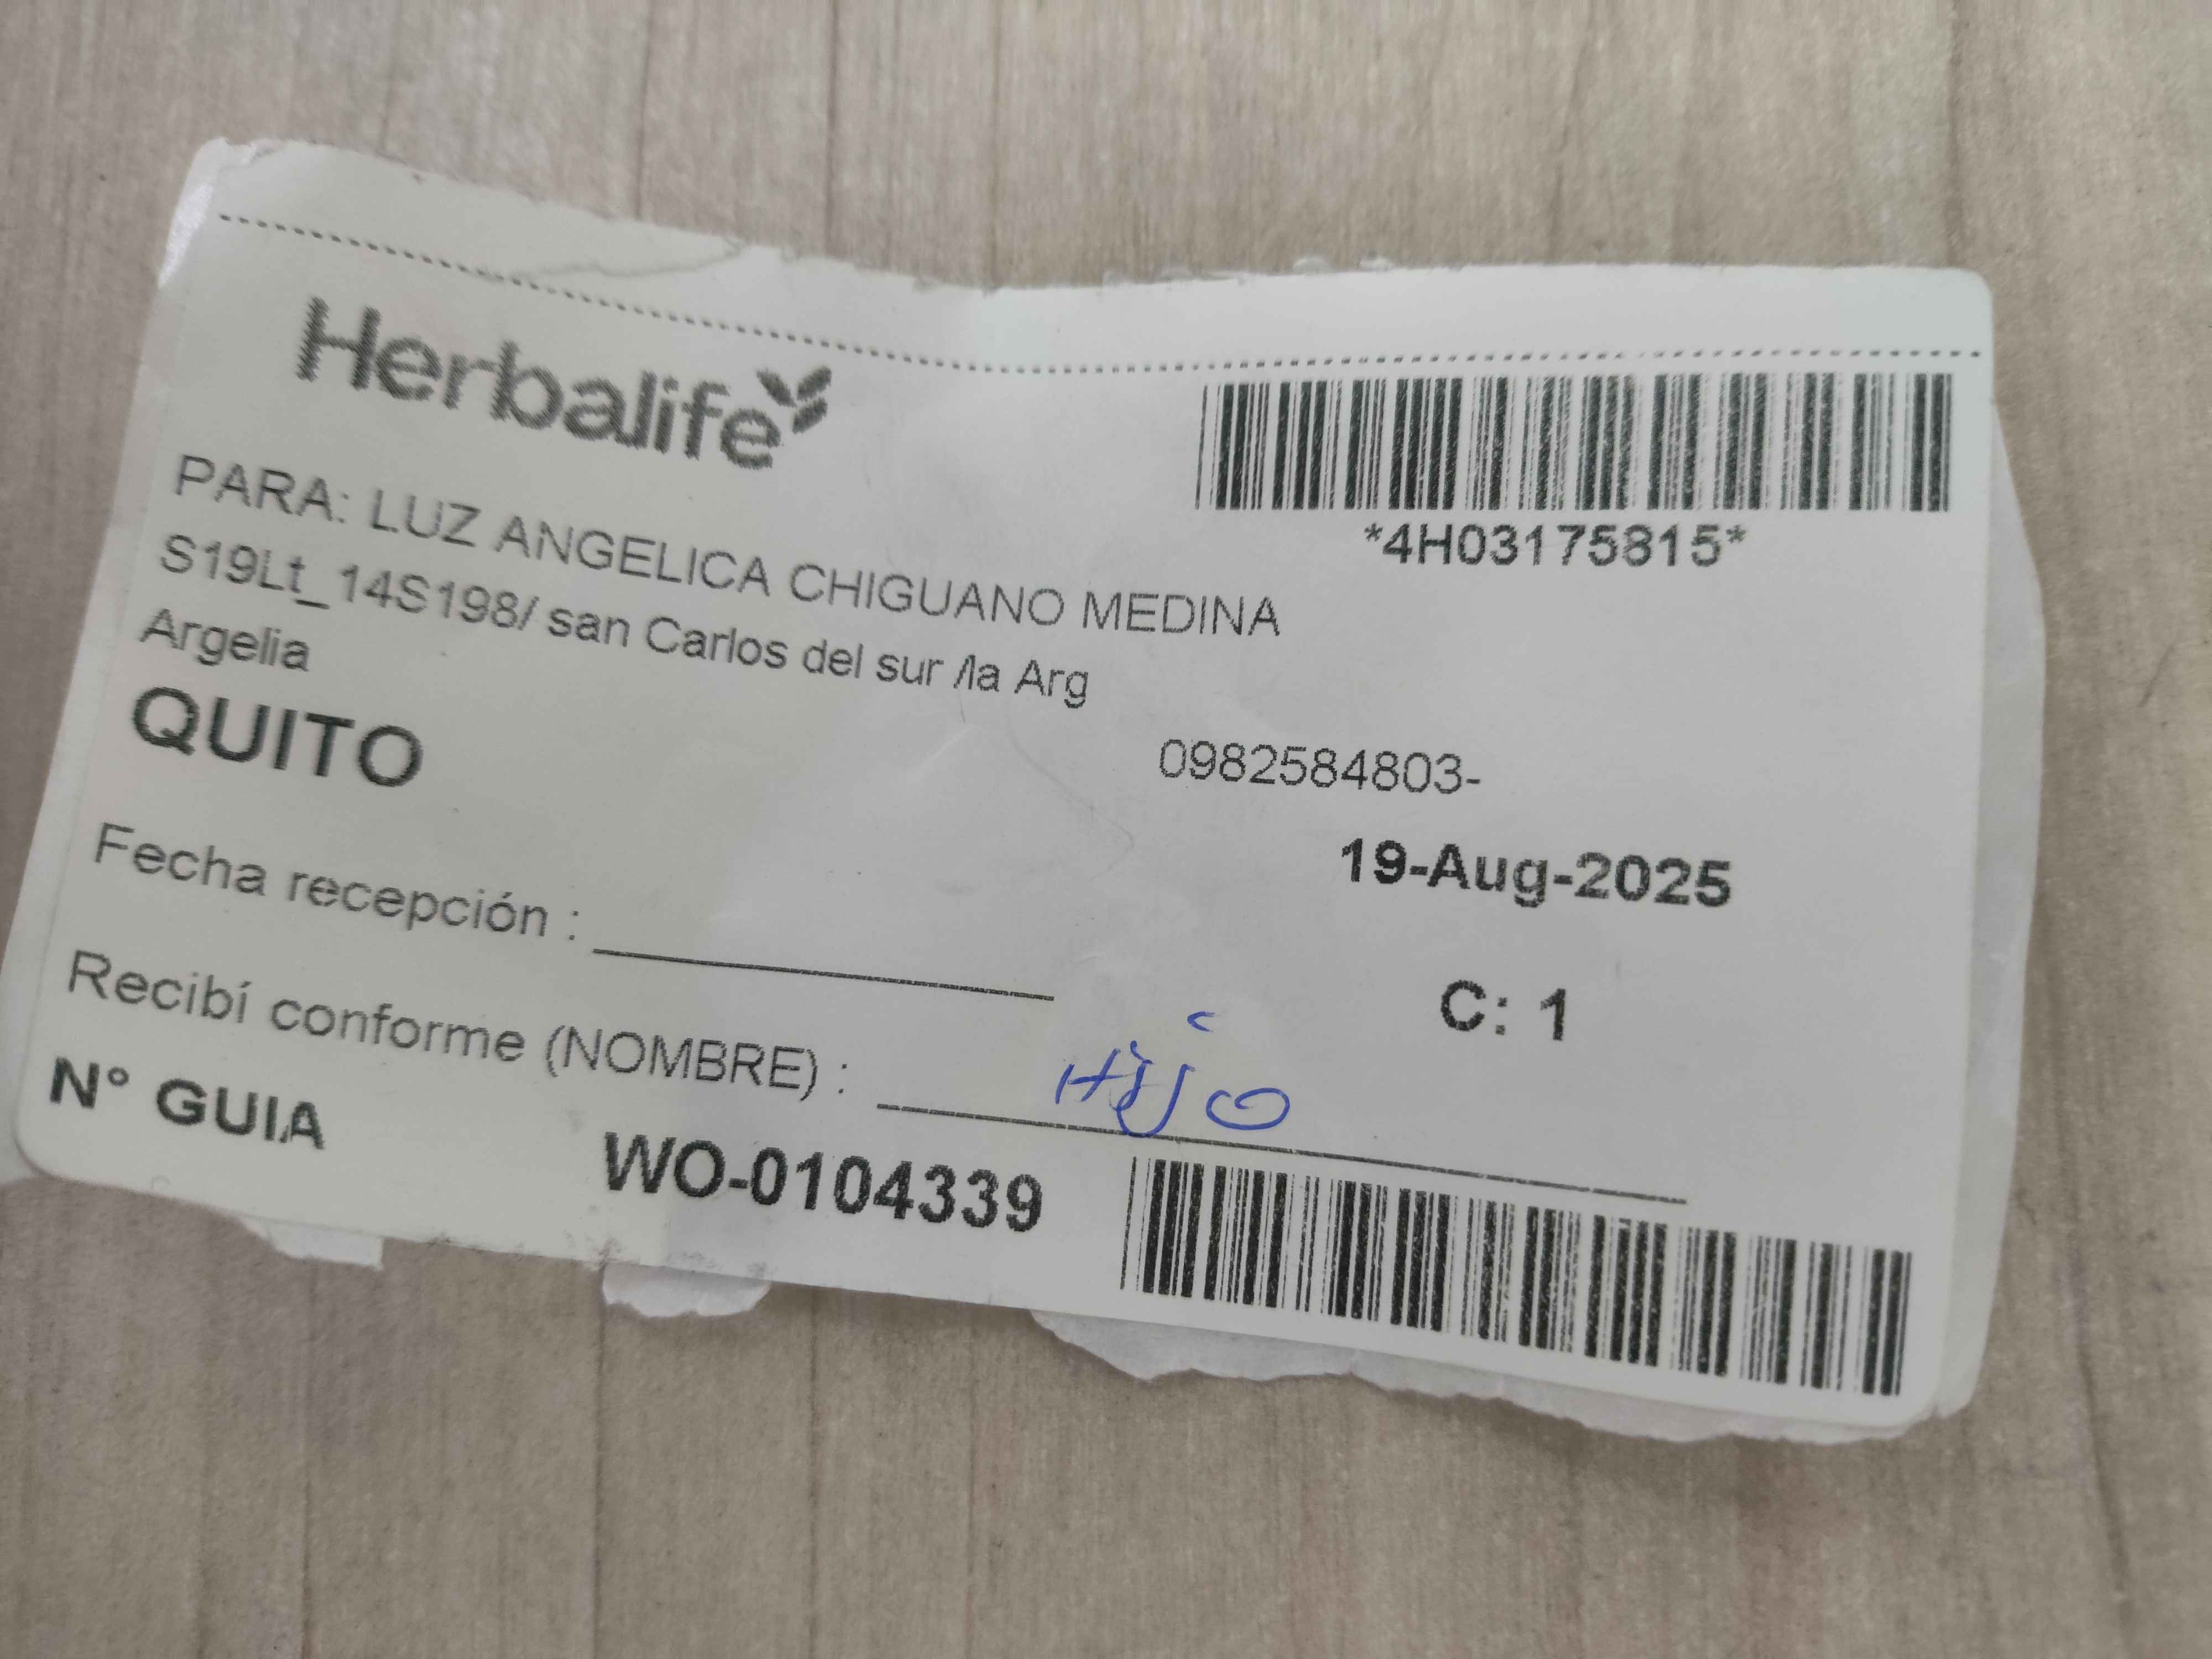 Herbalife
*4H03175815*
PARA: LUZ ANGELICA CHIGUANO MEDINA
S19Lt_14S198/ san Carlos del sur /la Arg
Argelia
QUITO
0982584803-
19-Aug-2025
Fecha recepción :
C: 1
Recibí conforme (NOMBRE) : Hijo
N° GUIA WO-0104339